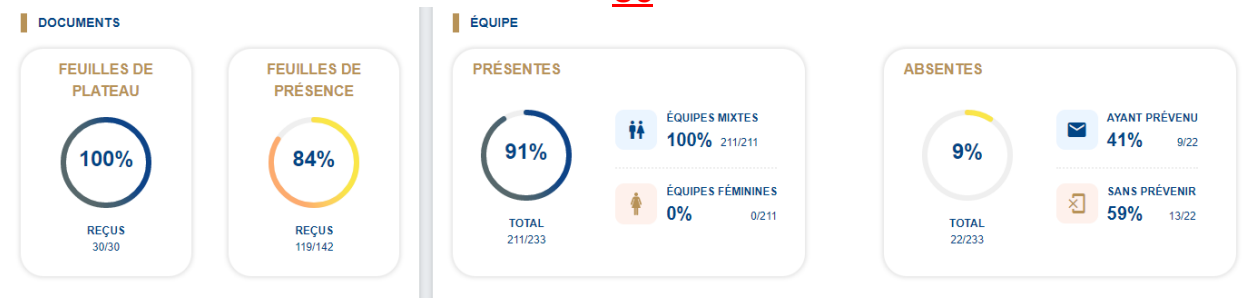 DOCUMENTS
FEUILLES DE
PLATEAU
100%
REÇUS
30/30
FEUILLES DE
PRÉSENCE
84%
REÇUS
119/142
ÉQUIPE
PRÉSENTES
91%
TOTAL
211/233
ÉQUIPES MIXTES
100% 211/211
ÉQUIPES FÉMININES
0% 0/211
ABSENTES
9%
TOTAL
22/233
AYANT PRÉVENU
41% 9/22
SANS PRÉVENIR
59% 13/22